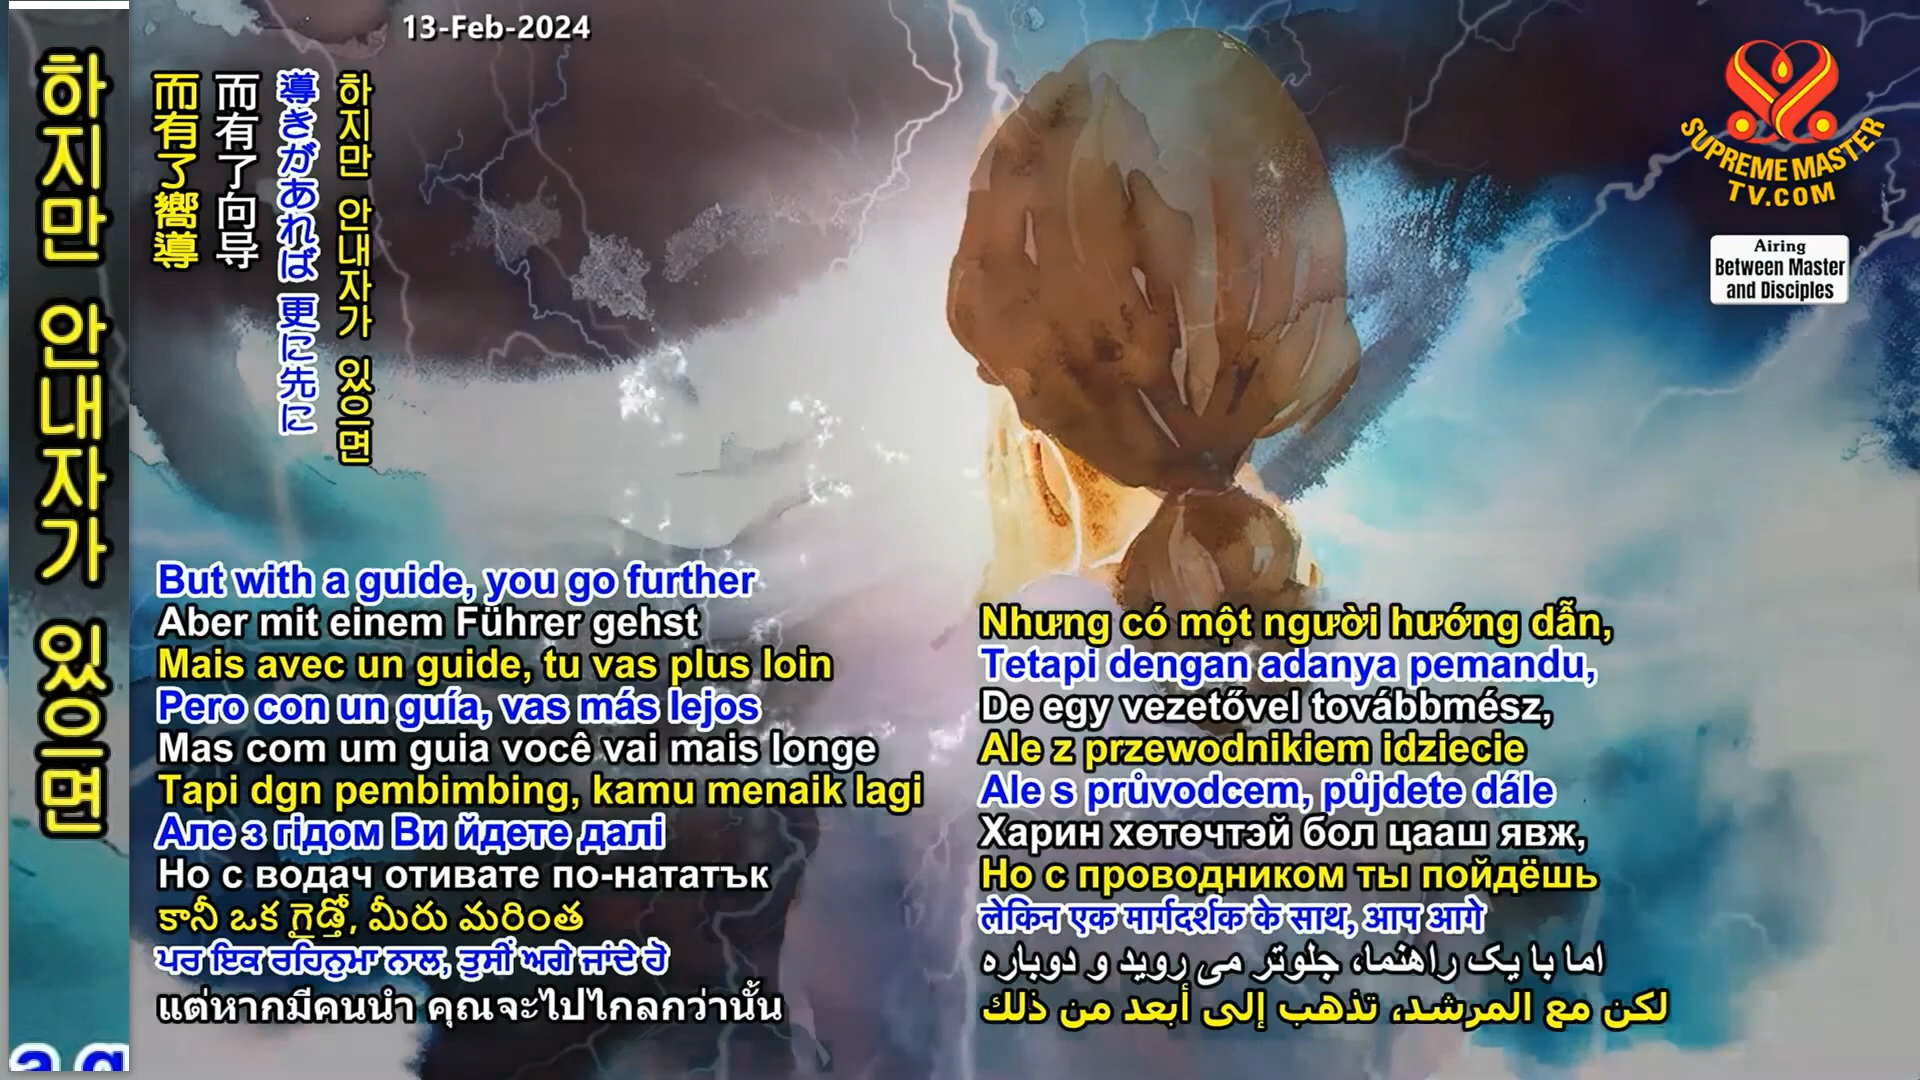 13-Feb-2024
하지만 안내자가 있으면
而有了嚮導
而有了向导
導きがあれば 更に先に
하지만 안내자가 있으면
SUPREME MASTER
TV.COM
Airing
Between Master
and Disciples
But with a guide, you go further
Aber mit einem Führer gehst
Mais avec un guide, tu vas plus loin
Pero con un guía, vas más lejos
Mas com um guia você vai mais longe
Tapi dgn pembimbing, kamu menaik lagi
Але з гідом Ви йдете далі
Но с водач отивате по-нататък
కానీ ఒక గైడ్తో, మీరు మరింత
ਪਰ ਇਕ ਰਹਿਨੁਮਾ ਨਾਲ, ਤੁਸੀਂ ਅਗੇ ਜਾਂਦੇ ਹੋ
แต่หากมีคนนำ คุณจะไปไกลกว่านั้น
Nhưng có một người hướng dẫn,
Tetapi dengan adanya pemandu,
De egy vezetővel továbbmész,
Ale z przewodnikiem idziecie
Ale s průvodcem, půjdete dále
Харин хөтөчтэй бол цааш явж,
Но с проводником ты пойдёшь
लेकिन एक मार्गदर्शक के साथ, आप आगे
اما با یک راهنما، جلوتر می روید و دوباره
لكن مع المرشد، تذهب إلى أبعد من ذلك